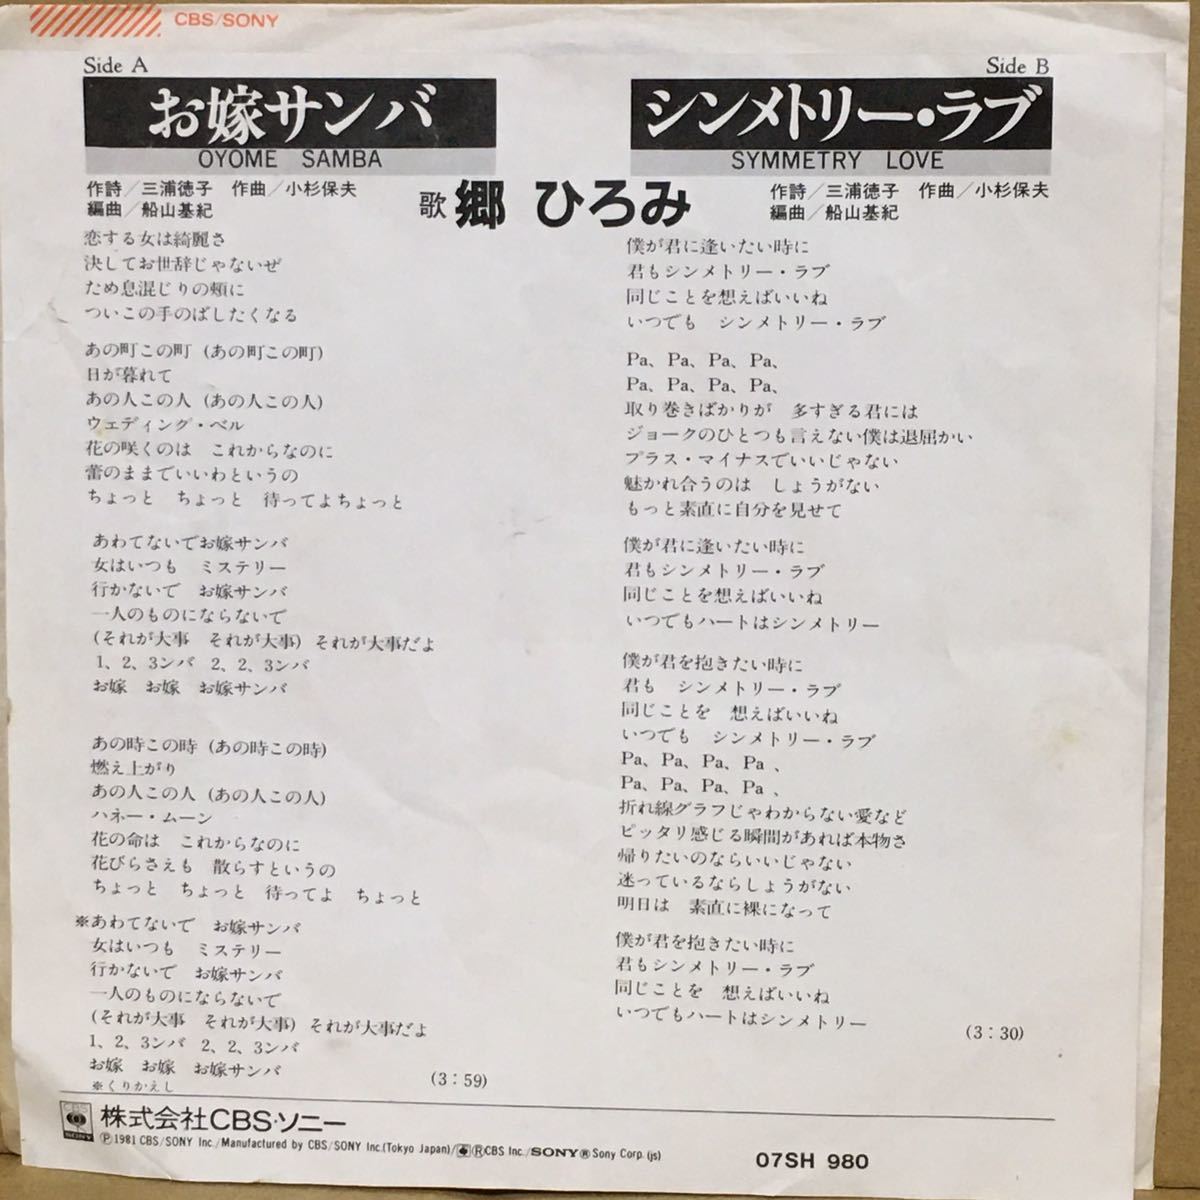 CBS/SONY
Side A
お嫁サンバ
OYOME SAMBA
作詩／三浦徳子 作曲／小杉保夫
編曲／船山基紀
歌 郷 ひろみ
恋する女は綺麗さ
決してお世辞じゃないぜ
ため息混じりの頬に
ついこの手のばしたくなる
あの町この町 (あの町この町)
日が暮れて
あの人この人 (あの人この人)
ウェディング・ベル
花の咲くのは これからなのに
蕾のままでいいわというの
ちょっと ちょっと 待ってよちょっと
あわてないでお嫁サンバ
女はいつも ミステリー
行かないで お嫁サンバ
一人のものにならないで
(それが大事 それが大事) それが大事だよ
1、2、3ンバ 2、2、3ンバ
お嫁 お嫁 お嫁サンバ
あの時この時 (あの時この時)
燃え上がり
あの人この人 (あの人この人)
ハネー・ムーン
花の命は これからなのに
花びらさえも 散らすというの
ちょっと ちょっと 待ってよ ちょっと
※あわてないで お嫁サンバ
女はいつも ミステリー
行かないで お嫁サンバ
一人のものにならないで
(それが大事 それが大事) それが大事だよ
1、2、3ンバ 2、2、3ンバ
お嫁 お嫁 お嫁サンバ
※くりかえし
(3：59)
Side B
シンメトリー・ラブ
SYMMETRY LOVE
作詩／三浦徳子 作曲／小杉保夫
編曲／船山基紀
僕が君に逢いたい時に
君もシンメトリー・ラブ
同じことを想えばいいね
いつでも シンメトリー・ラブ
Pa、Pa、Pa、Pa、
Pa、Pa、Pa、Pa、
取り巻きばかりが 多すぎる君には
ジョークのひとつも言えない僕は退屈かい
プラス・マイナスでいいじゃない
魅かれ合うのは しょうがない
もっと素直に自分を見せて
僕が君に逢いたい時に
君もシンメトリー・ラブ
同じことを想えばいいね
いつでもハートはシンメトリー
僕が君を抱きたい時に
君も シンメトリー・ラブ
同じことを 想えばいいね
いつでも シンメトリー・ラブ
Pa、Pa、Pa、Pa、
Pa、Pa、Pa、Pa、
折れ線グラフじゃわからない愛など
ピッタリ感じる瞬間があれば本物さ
帰りたいのならいいじゃない
迷っているならしょうがない
明日は 素直に裸になって
僕が君を抱きたい時に
君もシンメトリー・ラブ
同じことを 想えばいいね
いつでもハートはシンメトリー
(3：30)
CBS
SONY
株式会社CBS・ソニー
Ⓟ1981 CBS/SONY Inc./Manufactured by CBS/SONY Inc.(Tokyo Japan)/ⓇCBS Inc./SONY® Sony Corp. (js)
07SH 980